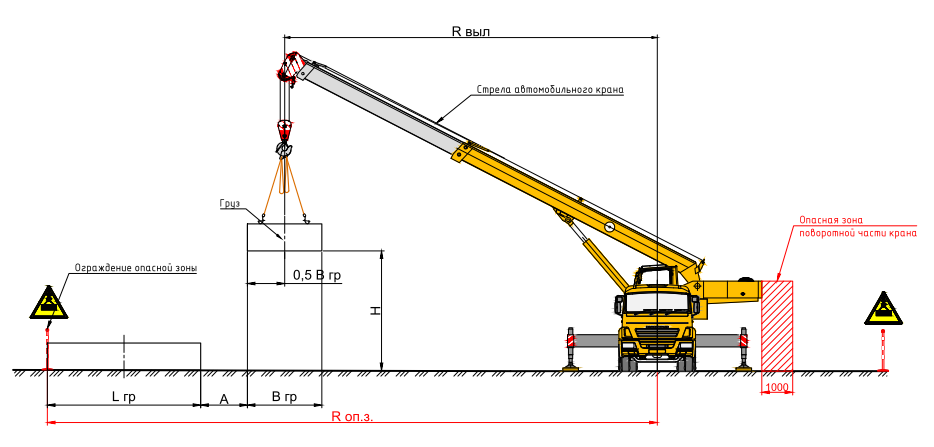 R выл
Стрела автомобильного крана
Груз
Опасная зона
поворотной части крана
Ограждение опасной зоны
0,5 В гр
H
1000
L гр
А
В гр
R оп.з.